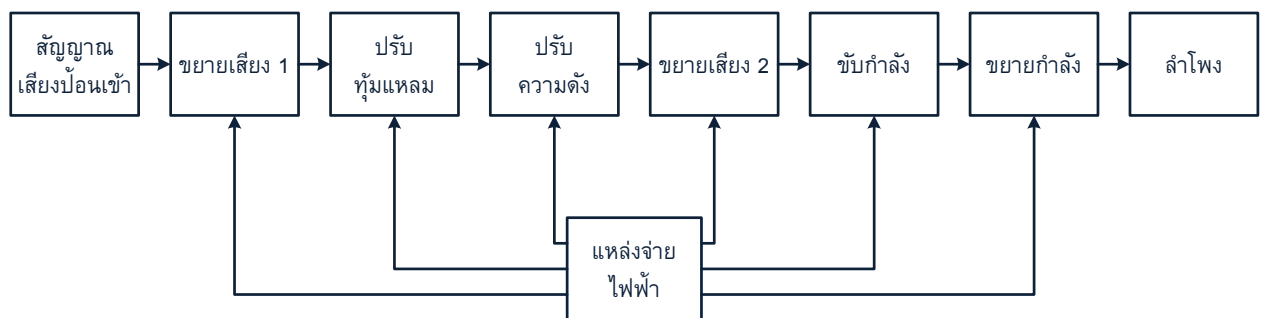 สัญญาณ
เสียงป้อนเข้า
ขยายเสียง 1
ปรับ
ทุ้มแหลม
ปรับ
ความดัง
ขยายเสียง 2
ขับกำลัง
ขยายกำลัง
ลำโพง
แหล่งจ่าย
ไฟฟ้า